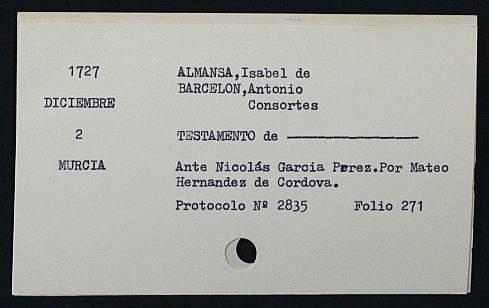 1727
ALMANSA,Isabel de
BARCELON,Antonio
DICIEMBRE
Consortes
2
TESTAMENTO de ------------------
MURCIA
Ante Nicolás Garcia Perez.Por Mateo
Hernandez de Cordova.
Protocolo Nº 2835 Folio 271